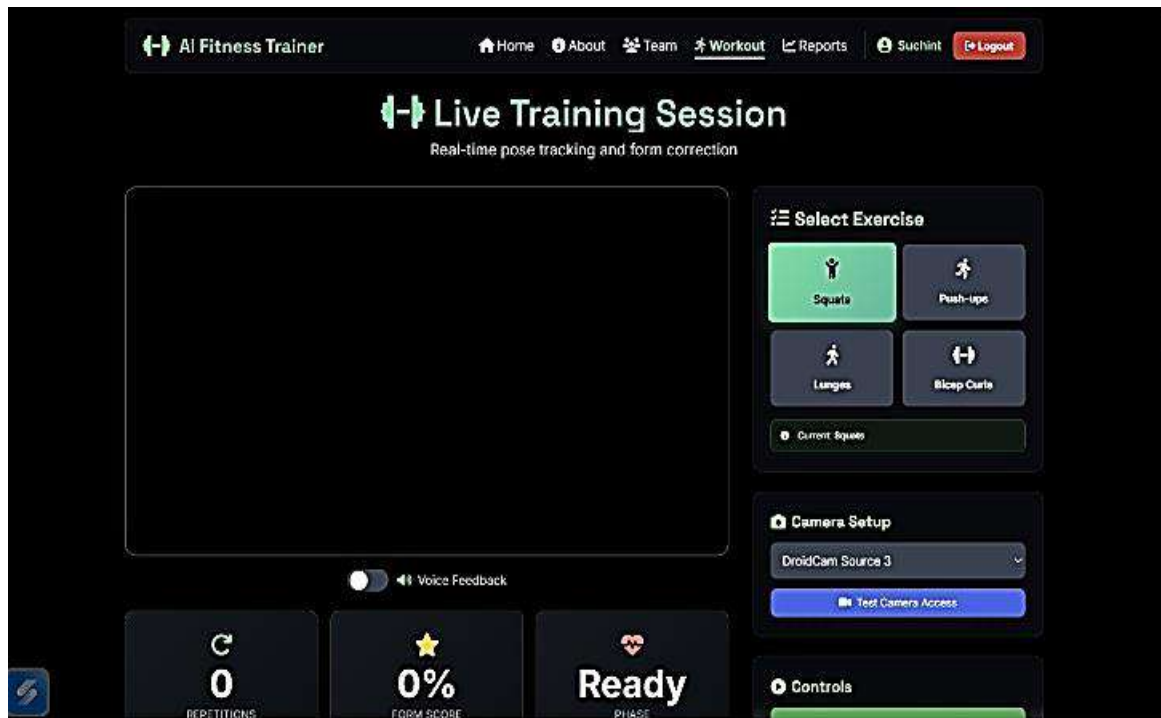 AI Fitness Trainer
Home About Team Workout Reports Suchint Logout
Live Training Session
Real-time pose tracking and form correction
Select Exercise
Squats Push-ups
Lunges Bicep Curls
Current Squats
Camera Setup
DroidCam Source 3
Test Camera Access
Voice Feedback
0 0% Ready
REPETITIONS FORM SCORE PHASE
Controls